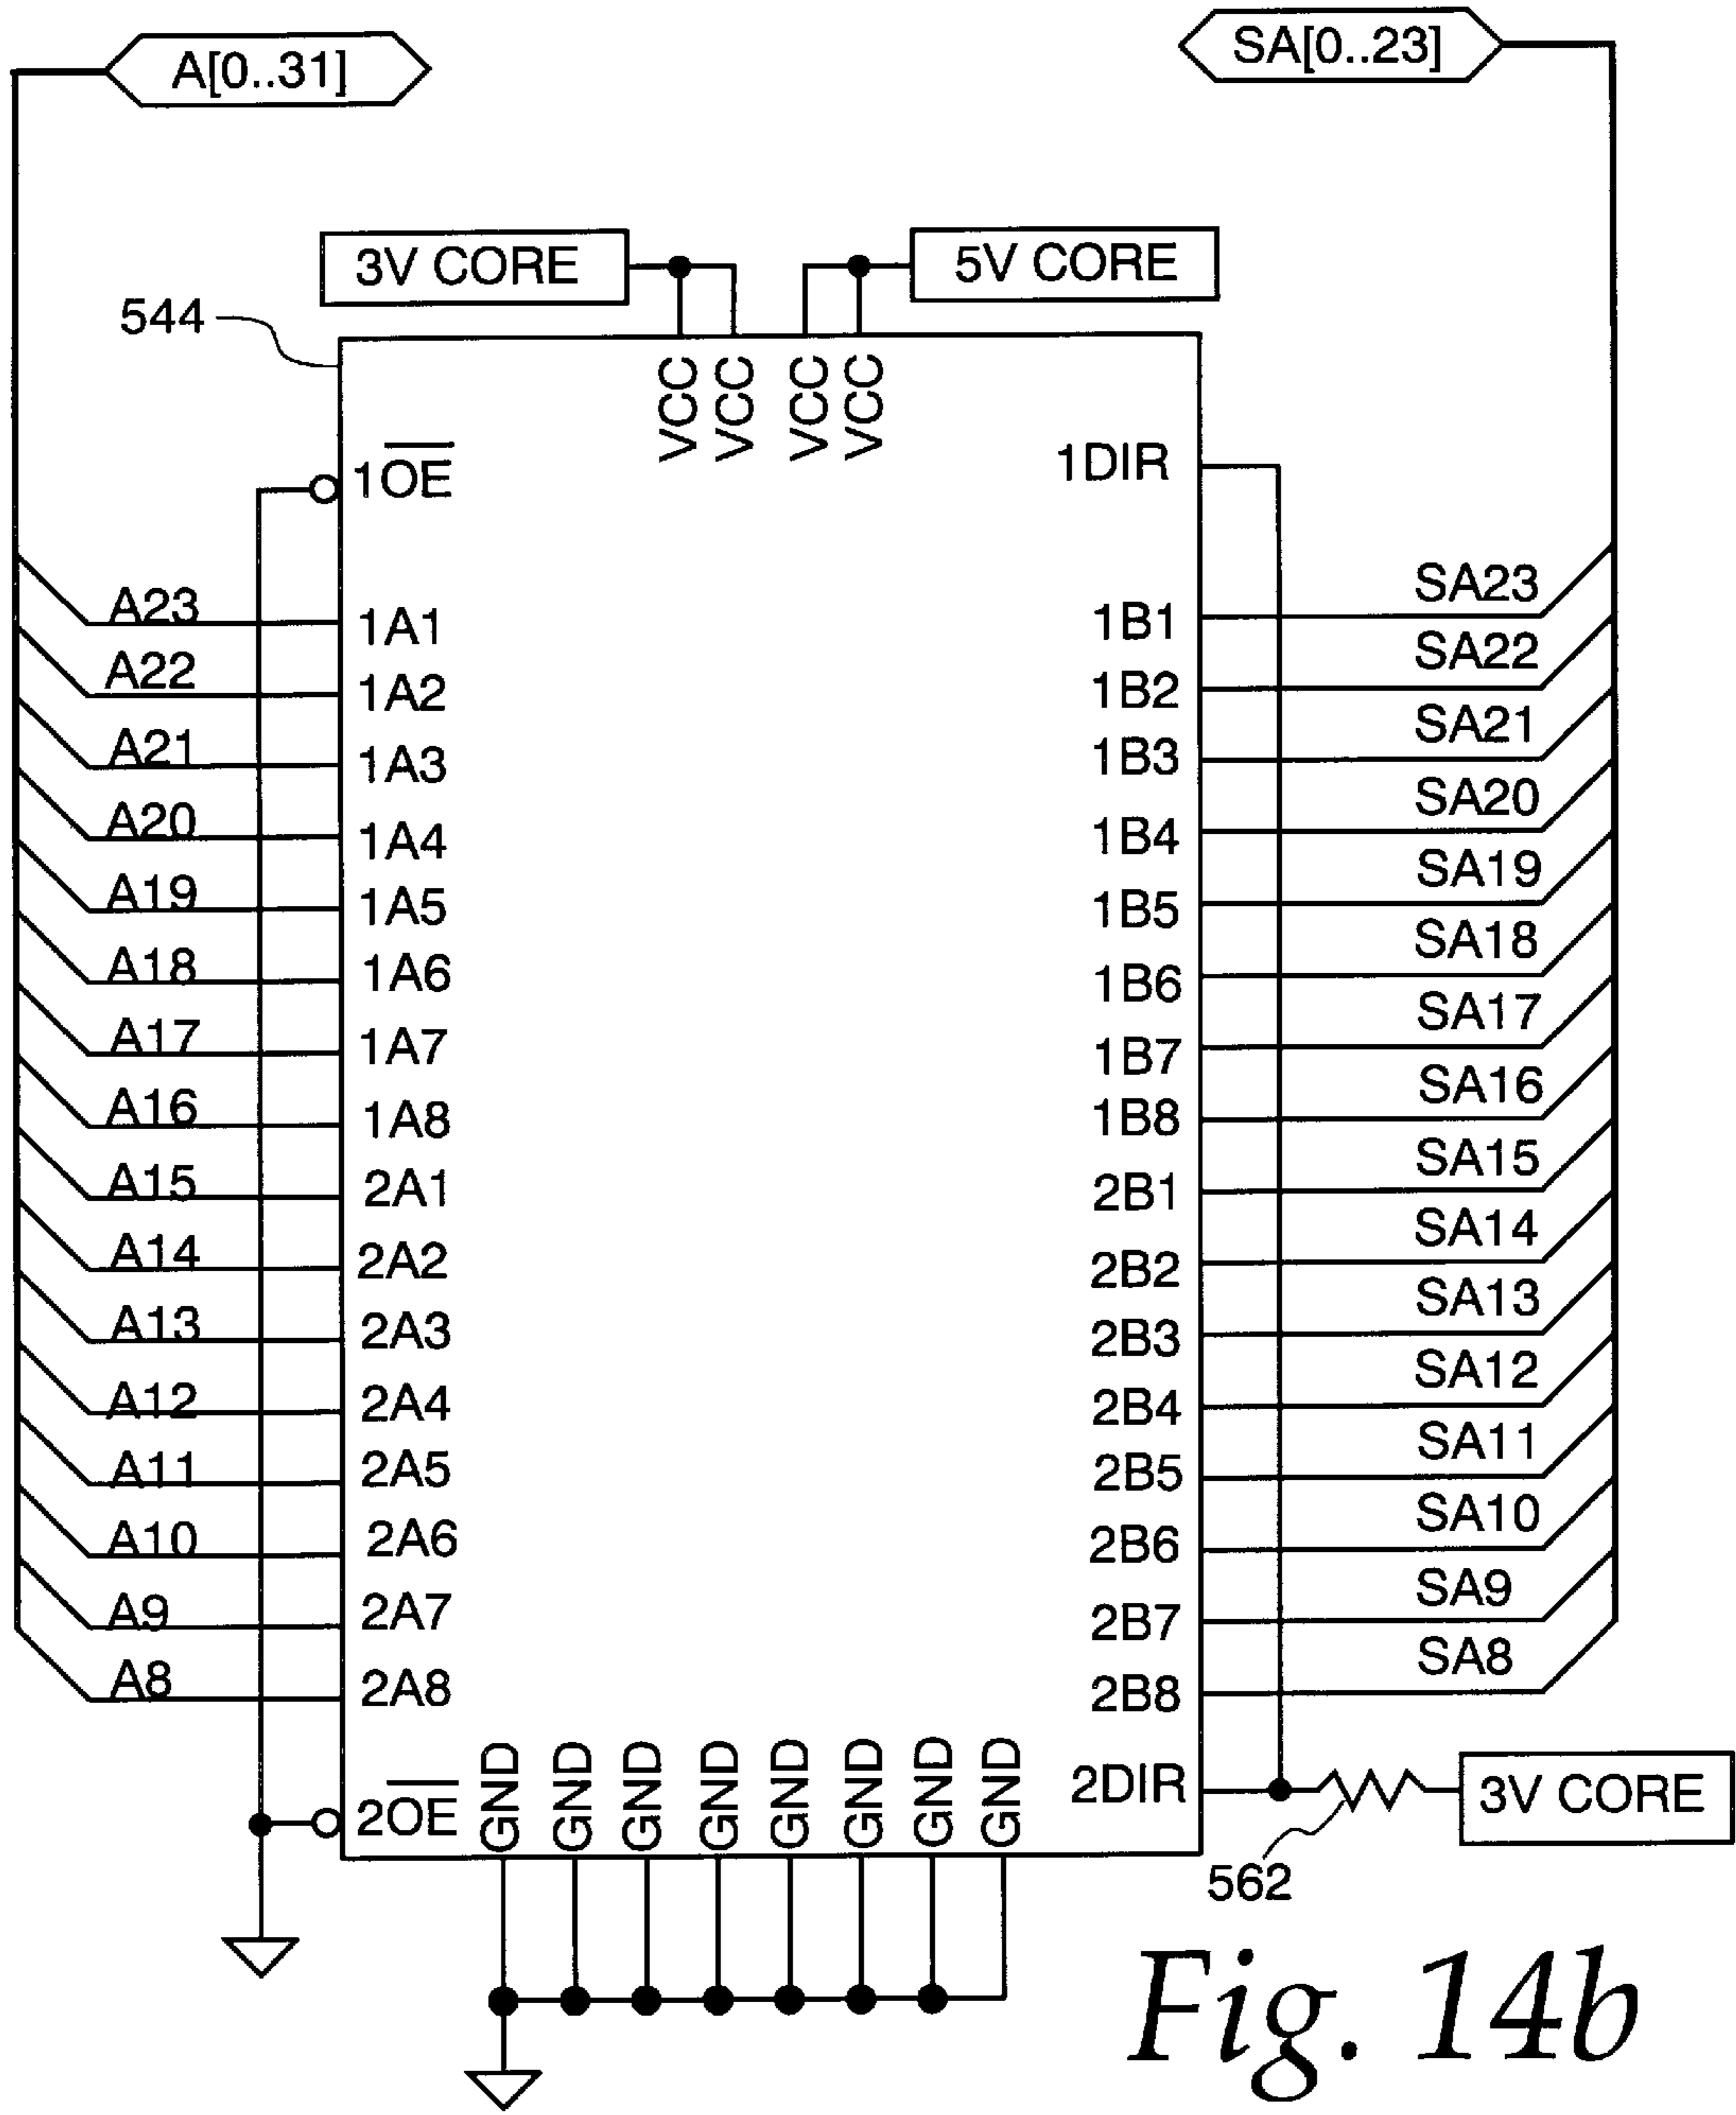 A[0..31]
SA[0..23]
3V CORE
5V CORE
544
VCC
VCC
VCC
VCC
1O̅E̅
1DIR
A23 1A1 1B1 SA23
A22 1A2 1B2 SA22
A21 1A3 1B3 SA21
A20 1A4 1B4 SA20
A19 1A5 1B5 SA19
A18 1A6 1B6 SA18
A17 1A7 1B7 SA17
A16 1A8 1B8 SA16
A15 2A1 2B1 SA15
A14 2A2 2B2 SA14
A13 2A3 2B3 SA13
A12 2A4 2B4 SA12
A11 2A5 2B5 SA11
A10 2A6 2B6 SA10
A9 2A7 2B7 SA9
A8 2A8 2B8 SA8
2O̅E̅
GND
GND
GND
GND
GND
GND
GND
GND
2DIR
3V CORE
562
Fig. 14b